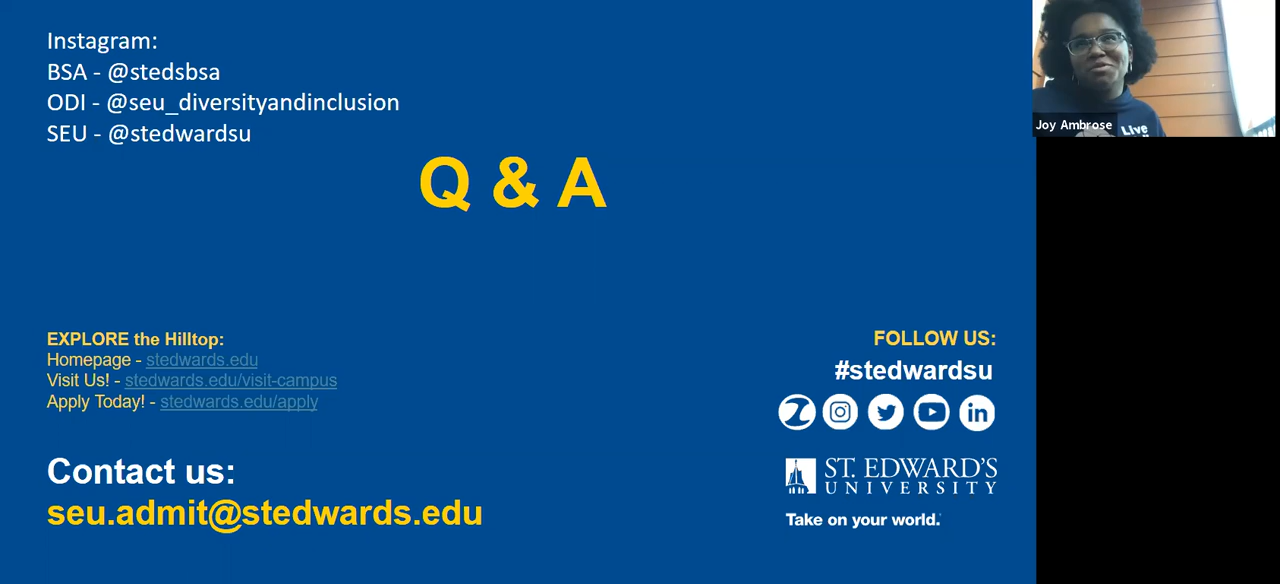 Instagram:
BSA - @stedsbsa
ODI - @seu_diversityandinclusion
SEU - @stedwardsu
Q & A
EXPLORE the Hilltop:
Homepage - stedwards.edu
Visit Us! - stedwards.edu/visit-campus
Apply Today! - stedwards.edu/apply
Contact us:
seu.admit@stedwards.edu
FOLLOW US:
#stedwardsu
in
ST. EDWARD'S
UNIVERSITY
Take on your world.
Joy Ambrose
Live